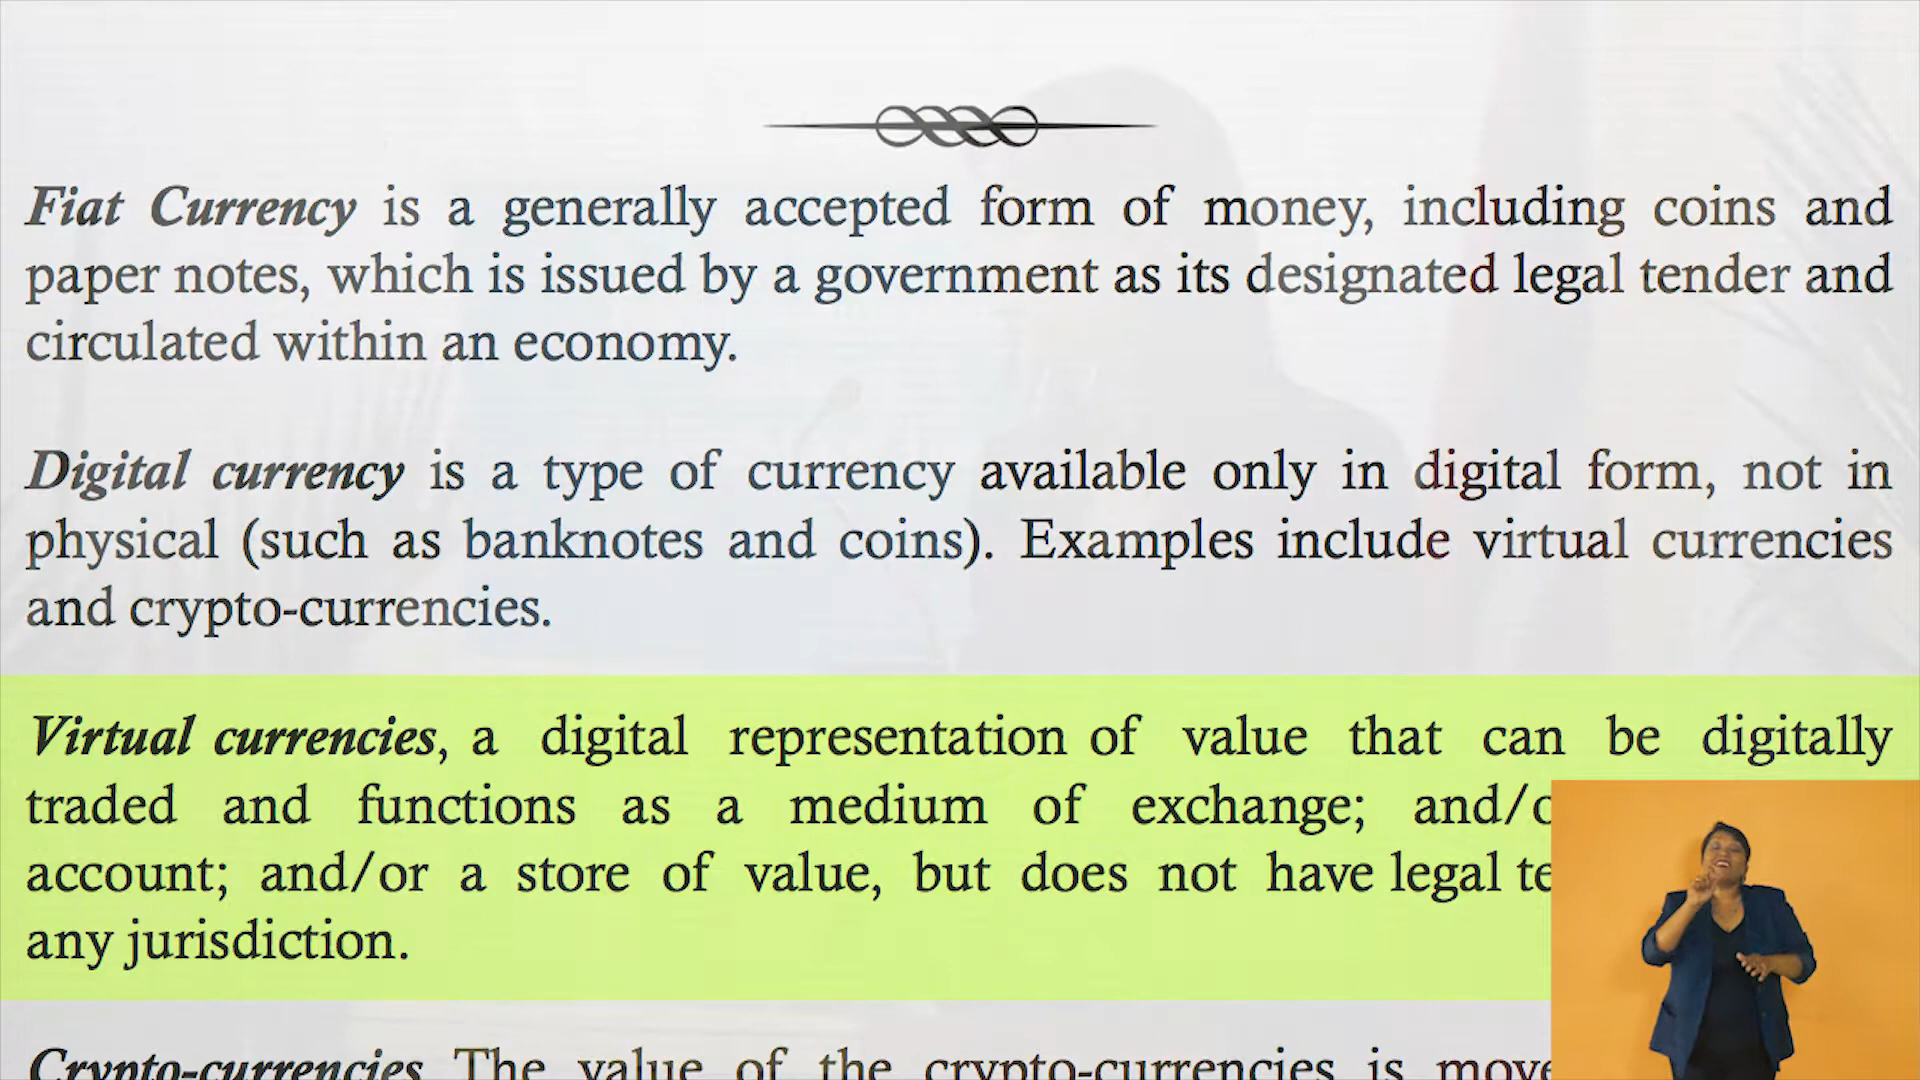 Fiat Currency is a generally accepted form of money, including coins and
paper notes, which is issued by a government as its designated legal tender and
circulated within an economy.
Digital currency is a type of currency available only in digital form, not in
physical (such as banknotes and coins). Examples include virtual currencies
and crypto-currencies.
Virtual currencies, a digital representation of value that can be digitally
traded and functions as a medium of exchange;
account; and/or a store of value, but does not have legal
any jurisdiction.
Crypto-currencies The value of the crypto-currencies is